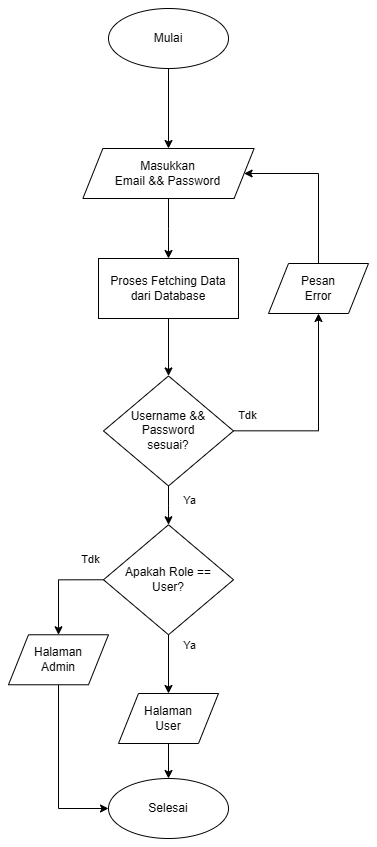 Mulai
Masukkan
Email && Password
Proses Fetching Data
dari Database
Pesan
Error
Username &&
Password
sesuai?
Tdk
Ya
Tdk
Apakah Role ==
User?
Ya
Halaman
Admin
Halaman
User
Selesai